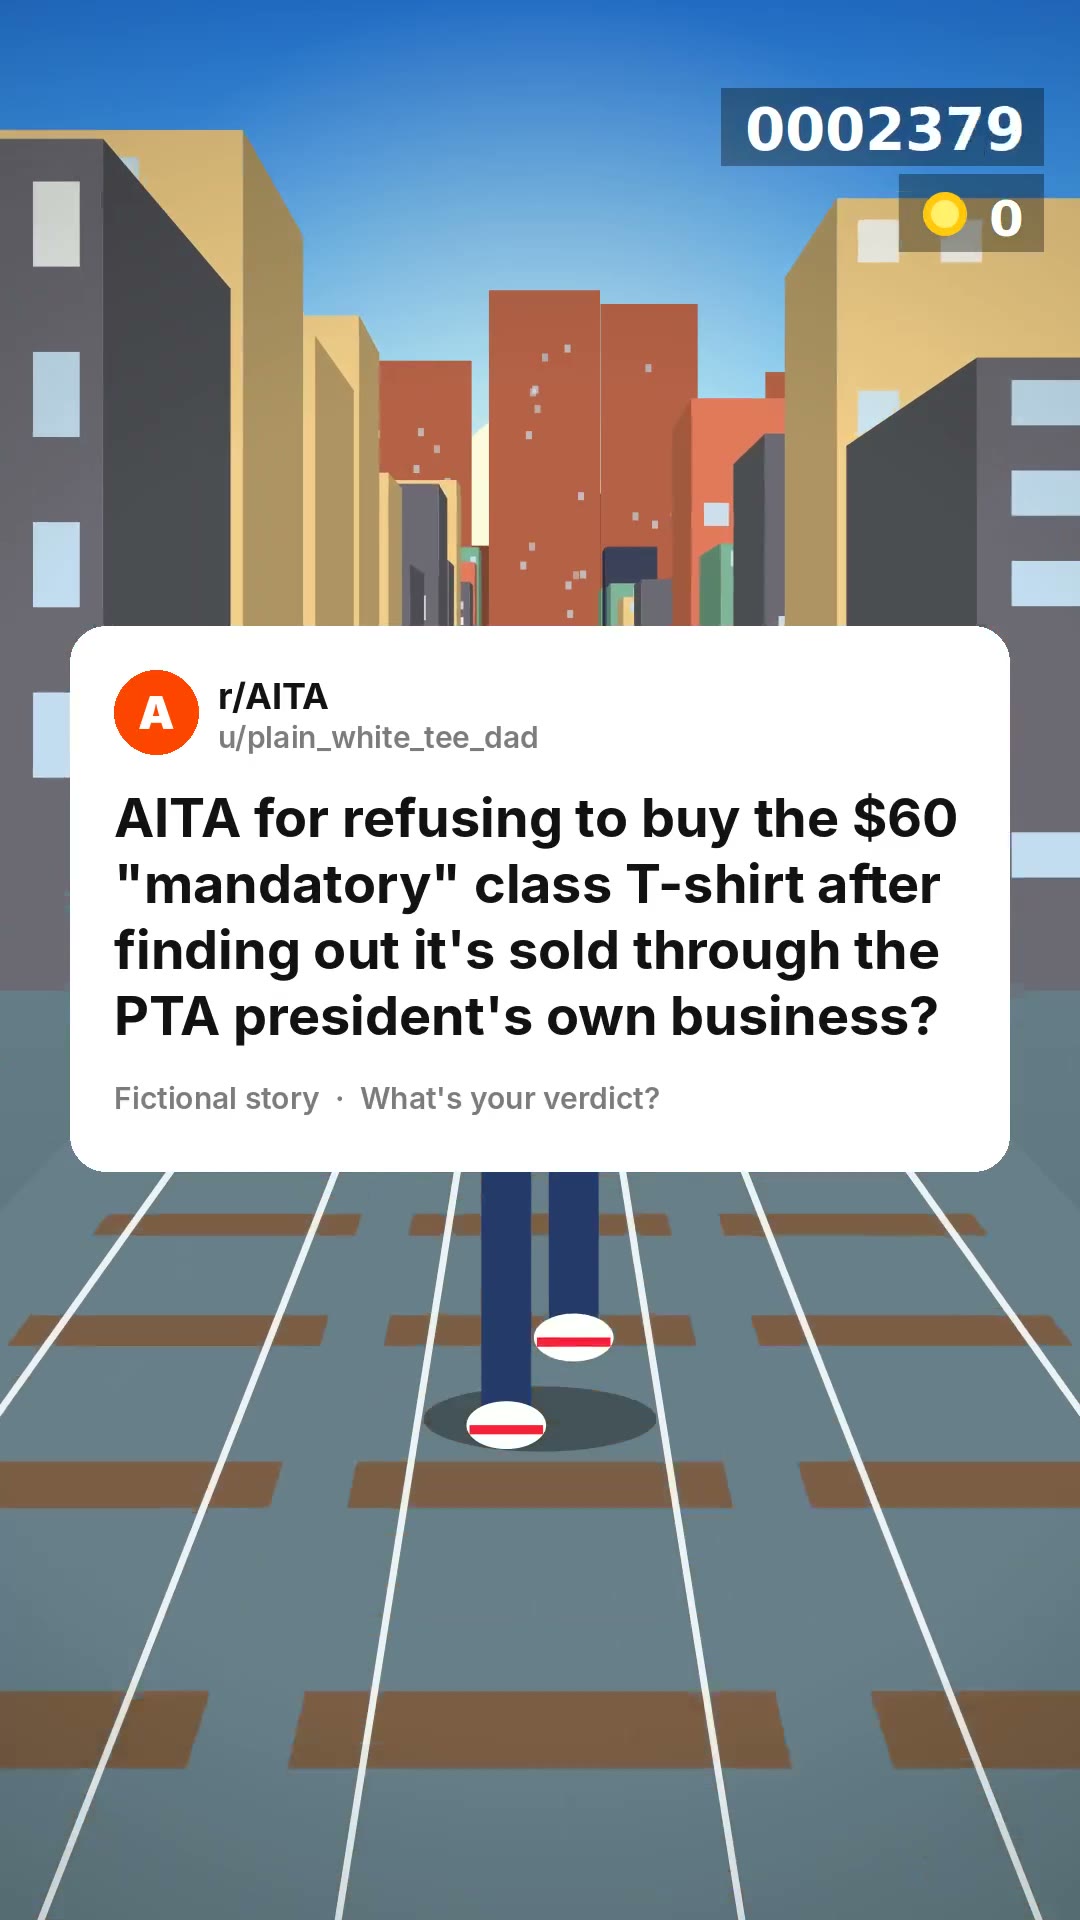 0002379
0
A
r/AITA
u/plain_white_tee_dad
AITA for refusing to buy the $60
"mandatory" class T-shirt after
finding out it's sold through the
PTA president's own business?
Fictional story · What's your verdict?